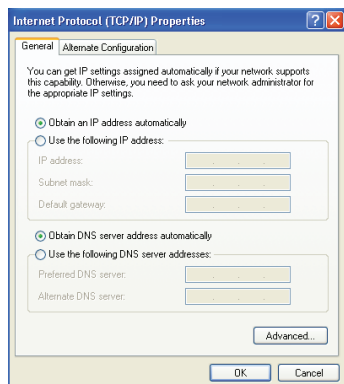 Internet Protocol (TCP/IP) Properties
General
Alternate Configuration
You can get IP settings assigned automatically if your network supports
this capability. Otherwise, you need to ask your network administrator for
the appropriate IP settings.
Obtain an IP address automatically
Use the following IP address:
IP address:
Subnet mask:
Default gateway:
Obtain DNS server address automatically
Use the following DNS server addresses:
Preferred DNS server:
Alternate DNS server:
Advanced...
OK
Cancel